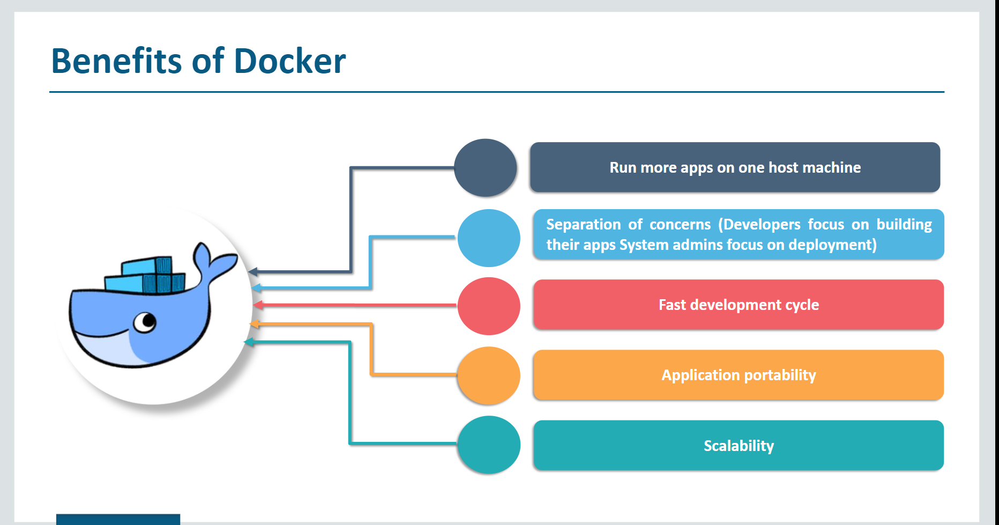 Benefits of Docker
Run more apps on one host machine
Separation of concerns (Developers focus on building
their apps System admins focus on deployment)
Fast development cycle
Application portability
Scalability